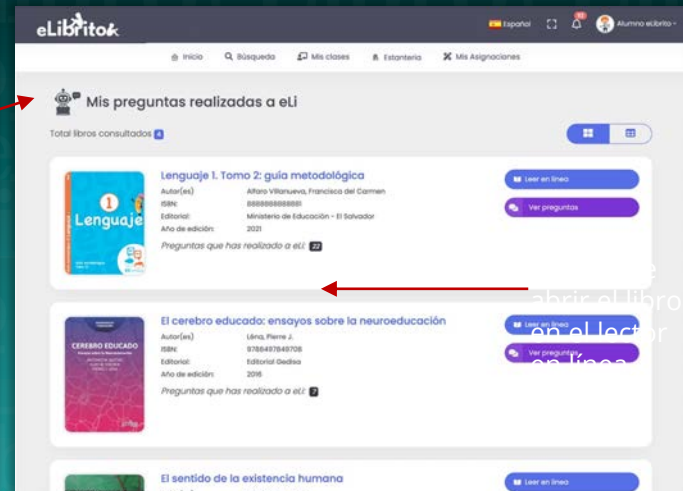 eLibritok
Español
Alumno eLibrito
Inicio
Búsqueda
Mis clases
Estantería
Mis Asignaciones
Mis preguntas realizadas a eLi
Total libros consultados 4
Lenguaje 1. Tomo 2: guía metodológica
Autor(es) Alfaro Villanueva, Francisca del Carmen
ISBN:
Editorial: Ministerio de Educación - El Salvador
Año de edición: 2021
Preguntas que has realizado a eLi: 22
Leer en línea
Ver preguntas
1
Lenguaje
abrir el libro
en el lector
en línea
El cerebro educado: ensayos sobre la neuroeducación
Autor(es) Léna, Pierre J.
ISBN: 9786497849706
Editorial: Editorial Gedisa
Año de edición: 2016
Preguntas que has realizado a eLi: 7
Leer en línea
Ver preguntas
CEREBRO EDUCADO
El sentido de la existencia humana
Leer en línea